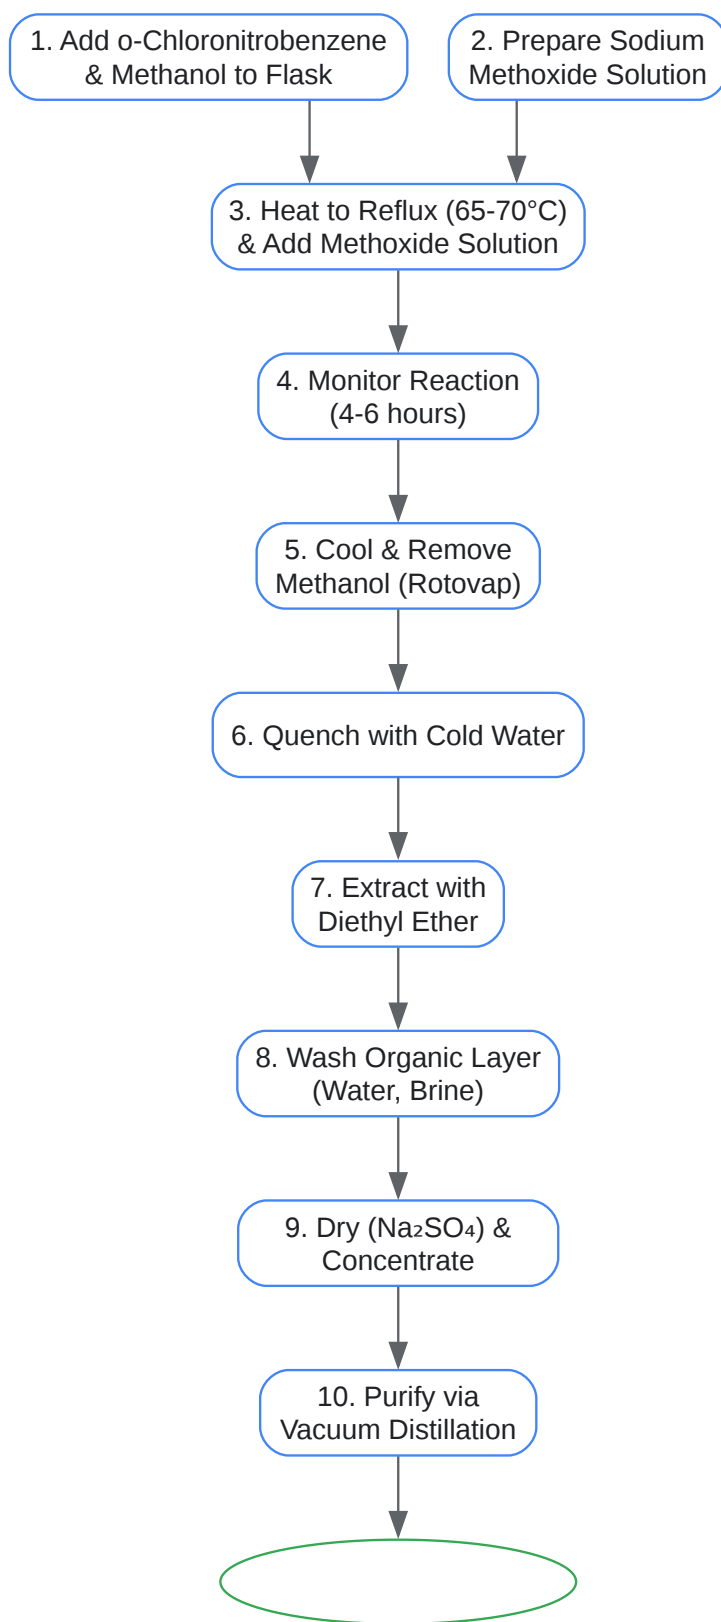 1. Add o-Chloronitrobenzene
& Methanol to Flask
2. Prepare Sodium
Methoxide Solution
3. Heat to Reflux (65-70°C)
& Add Methoxide Solution
4. Monitor Reaction
(4-6 hours)
5. Cool & Remove
Methanol (Rotovap)
6. Quench with Cold Water
7. Extract with
Diethyl Ether
8. Wash Organic Layer
(Water, Brine)
9. Dry (Na₂SO₄) &
Concentrate
10. Purify via
Vacuum Distillation